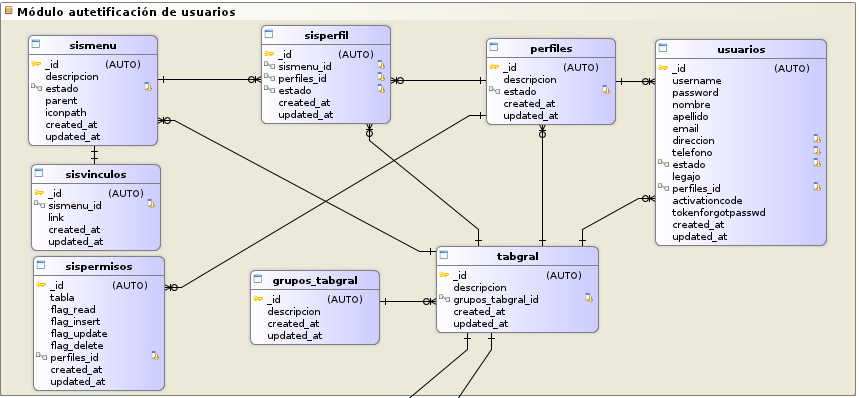 Módulo autetificación de usuarios
sismenu
_id (AUTO)
descripcion
estado
parent
iconpath
created_at
updated_at
sisperfil
_id (AUTO)
sismenu_id
perfiles_id
estado
created_at
updated_at
perfiles
_id (AUTO)
descripcion
estado
created_at
updated_at
usuarios
_id (AUTO)
username
password
nombre
apellido
email
direccion
telefono
estado
legajo
perfiles_id
activationcode
tokenforgotpasswd
created_at
updated_at
sisvinculos
_id (AUTO)
sismenu_id
link
created_at
updated_at
sispermisos
_id (AUTO)
tabla
flag_read
flag_insert
flag_update
flag_delete
perfiles_id
created_at
updated_at
grupos_tabgral
_id (AUTO)
descripcion
created_at
updated_at
tabgral
_id (AUTO)
descripcion
grupos_tabgral_id
created_at
updated_at